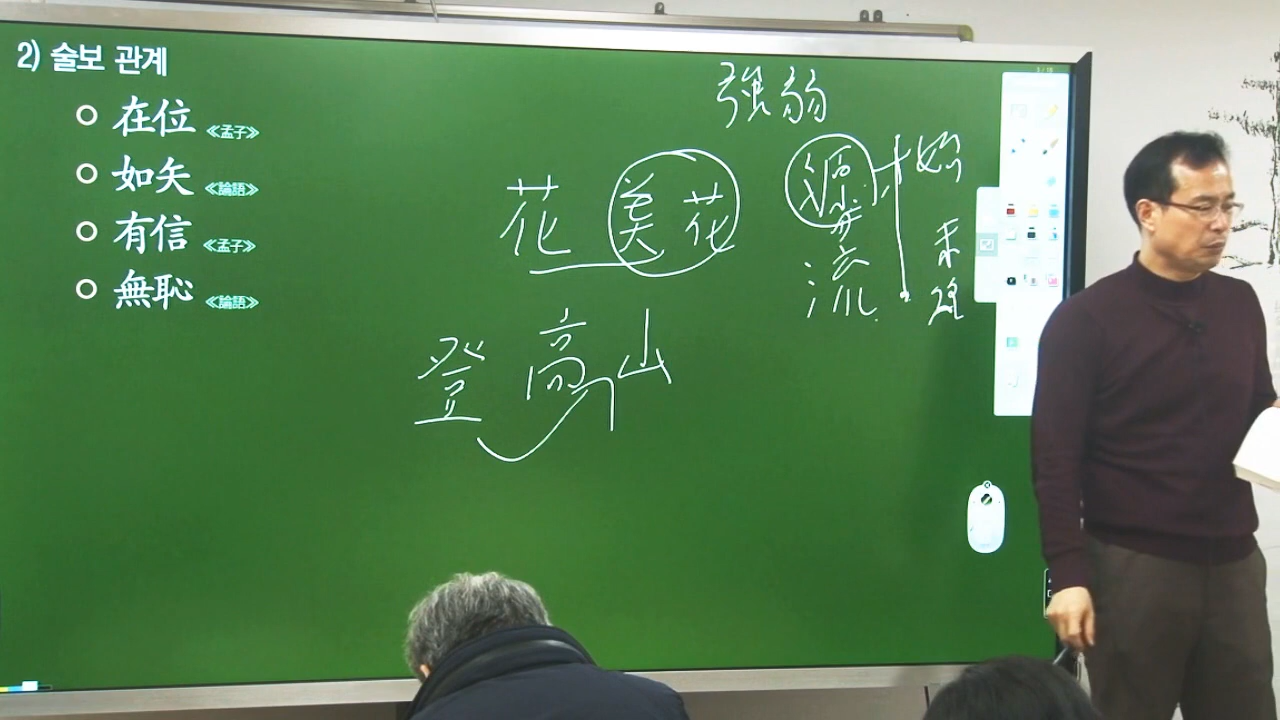 2) 술보 관계
在位 《孟子》
如矢 《論語》
有信 《孟子》
無恥 《論語》
強弱
花 美花
流
登高山